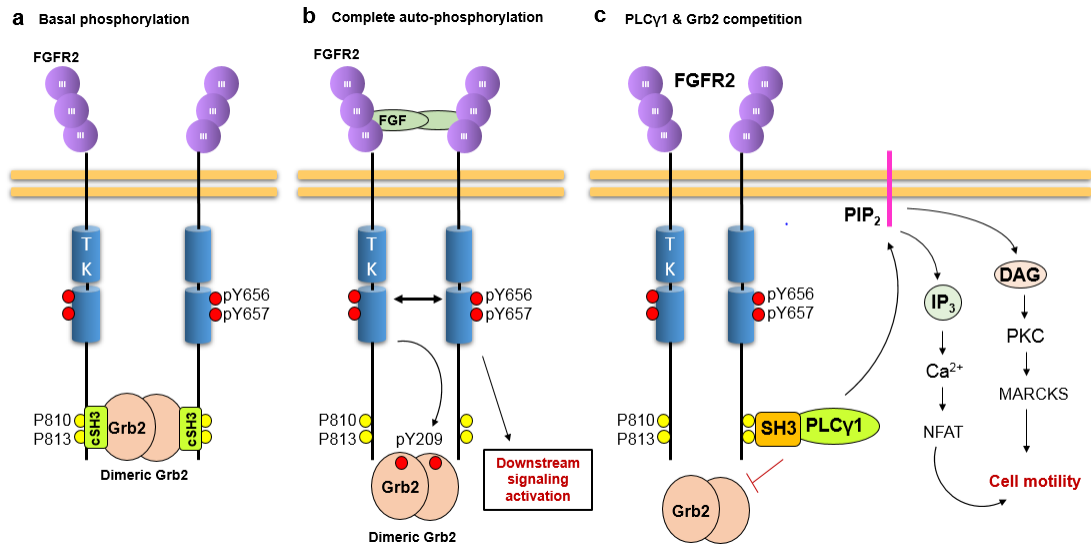 a Basal phosphorylation
FGFR2
III
III
III
III
III
III
T
K
pY656
pY657
P810
P813
cSH3
Grb2
cSH3
Dimeric Grb2
b Complete auto-phosphorylation
FGFR2
III
III
III
III
III
III
FGF
T
K
pY656
pY657
P810
P813
pY209
Grb2
Dimeric Grb2
Downstream
signaling
activation
c PLCγ1 & Grb2 competition
FGFR2
III
III
III
III
III
III
T
K
pY656
pY657
P810
P813
SH3
PLCγ1
Grb2
PIP2
DAG
IP3
PKC
Ca2+
MARCKS
NFAT
Cell motility